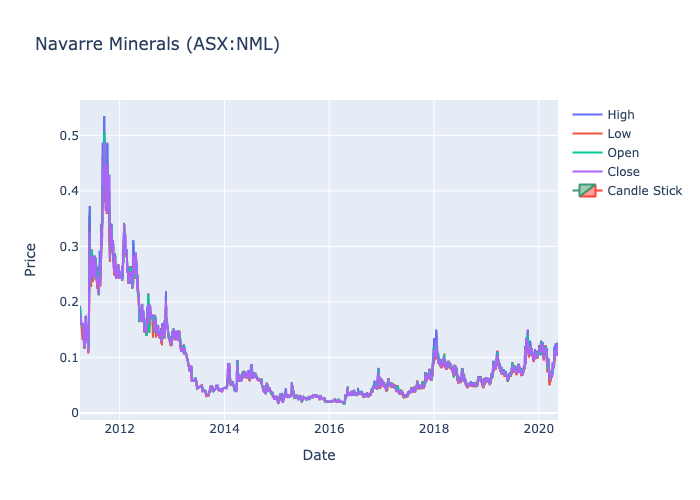 Navarre Minerals (ASX:NML)
High
Low
Open
Close
Candle Stick
Price
0.5
0.4
0.3
0.2
0.1
0
2012 2014 2016 2018 2020
Date